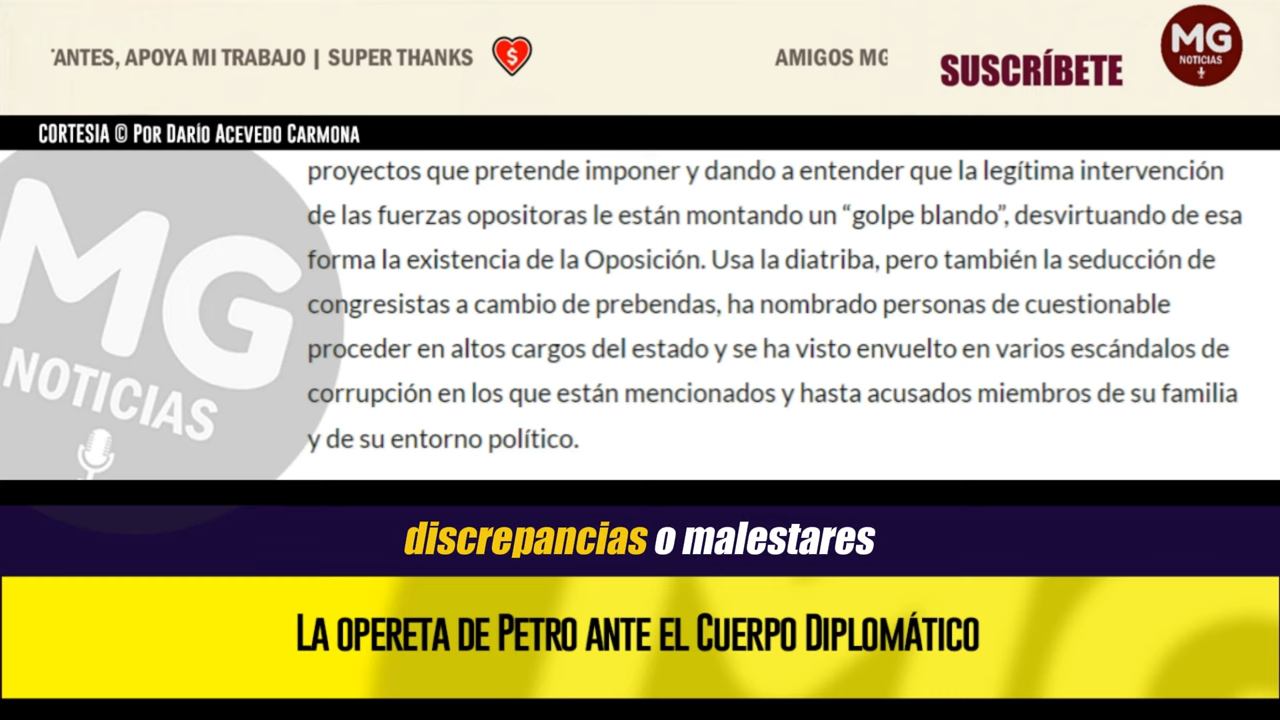 'ANTES, APOYA MI TRABAJO | SUPER THANKS
$
AMIGOS MG
SUSCRÍBETE
MG
NOTICIAS
CORTESIA © POR DARÍO ACEVEDO CARMONA
proyectos que pretende imponer y dando a entender que la legítima intervención
de las fuerzas opositoras le están montando un “golpe blando”, desvirtuando de esa
forma la existencia de la Oposición. Usa la diatriba, pero también la seducción de
congresistas a cambio de prebendas, ha nombrado personas de cuestionable
proceder en altos cargos del estado y se ha visto envuelto en varios escándalos de
corrupción en los que están mencionados y hasta acusados miembros de su familia
y de su entorno político.
MG
NOTICIAS
discrepancias o malestares
LA OPERETA DE PETRO ANTE EL CUERPO DIPLOMÁTICO